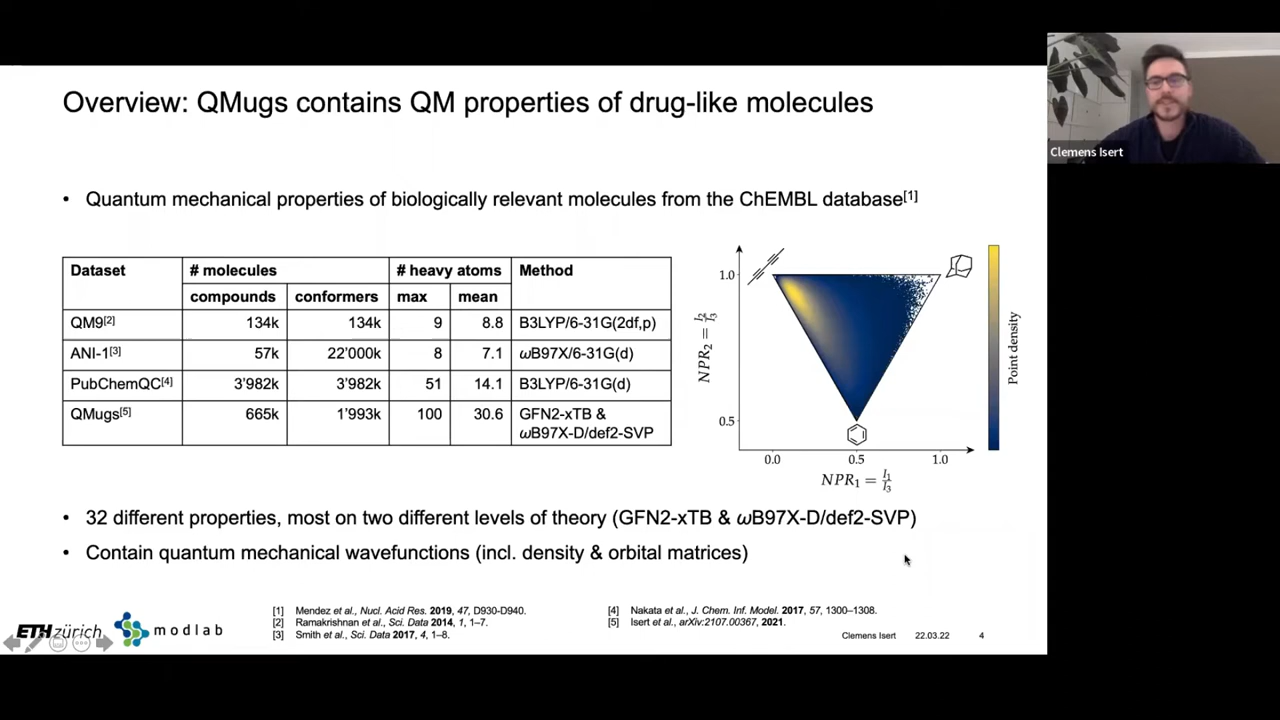 Overview: QMugs contains QM properties of drug-like molecules
Clemens Isert
• Quantum mechanical properties of biologically relevant molecules from the ChEMBL database[1]
Dataset # molecules # heavy atoms Method
compounds conformers max mean
QM9[2] 134k 134k 9 8.8 B3LYP/6-31G(2df,p)
ANI-1[3] 57k 22'000k 8 7.1 ωB97X/6-31G(d)
PubChemQC[4] 3'982k 3'982k 51 14.1 B3LYP/6-31G(d)
QMugs[5] 665k 1'993k 100 30.6 GFN2-xTB &
ωB97X-D/def2-SVP
1.0
0.5
NPR₂ = I₂/I₃
0.0 0.5 1.0
NPR₁ = I₁/I₃
Point density
• 32 different properties, most on two different levels of theory (GFN2-xTB & ωB97X-D/def2-SVP)
• Contain quantum mechanical wavefunctions (incl. density & orbital matrices)
[1] Mendez et al., Nucl. Acid Res. 2019, 47, D930-D940.
[2] Ramakrishnan et al., Sci. Data 2014, 1, 1–7.
[3] Smith et al., Sci. Data 2017, 4, 1–8.
[4] Nakata et al., J. Chem. Inf. Model. 2017, 57, 1300–1308.
[5] Isert et al., arXiv:2107.00367, 2021.
ETH zürich modlab
Clemens Isert 22.03.22 4